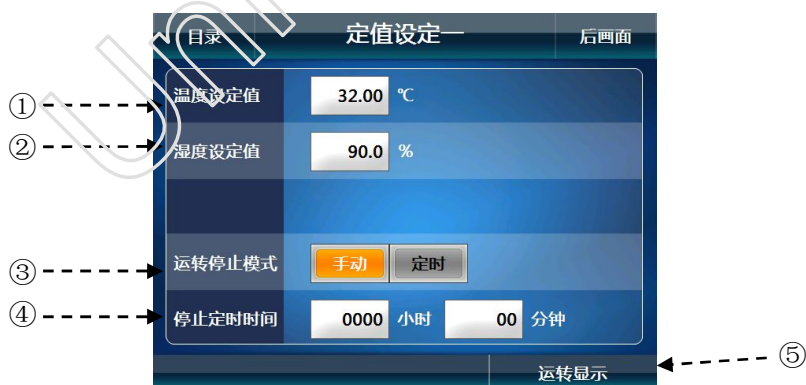 目录 定值设定一 后画面
① 温度设定值 32.00 ℃
② 湿度设定值 90.0 %
③ 运转停止模式 手动 定时
④ 停止定时时间 0000 小时 00 分钟
运转显示 ⑤